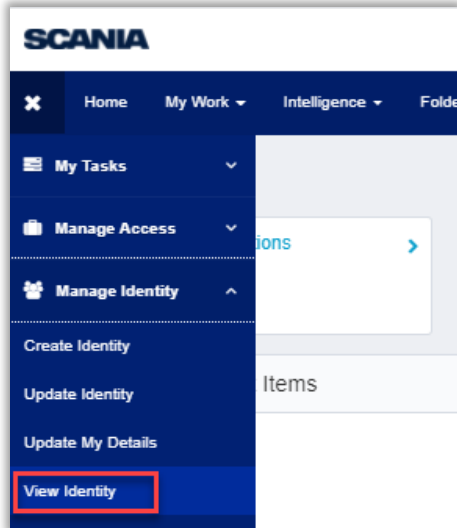 SCANIA
Home My Work Intelligence Folde
My Tasks
Manage Access
ions
Manage Identity
Create Identity
Items
Update Identity
Update My Details
View Identity